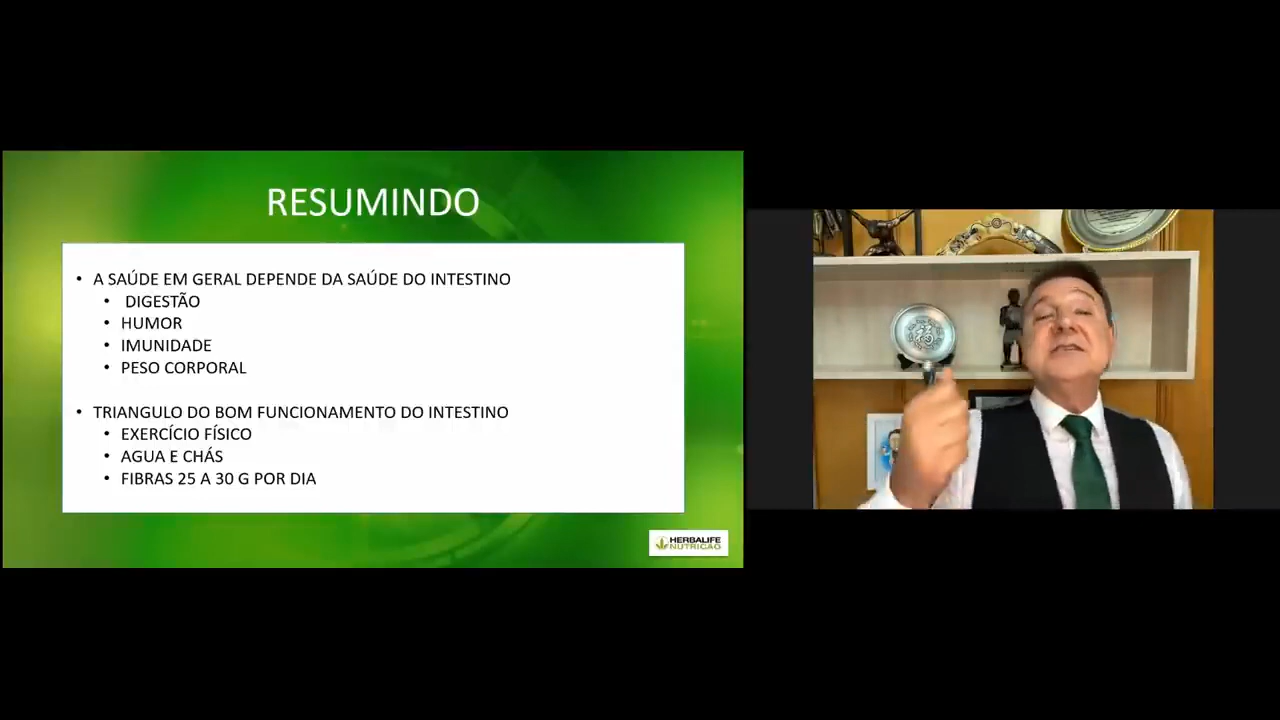 RESUMINDO
• A SAÚDE EM GERAL DEPENDE DA SAÚDE DO INTESTINO
• DIGESTÃO
• HUMOR
• IMUNIDADE
• PESO CORPORAL
• TRIANGULO DO BOM FUNCIONAMENTO DO INTESTINO
• EXERCÍCIO FÍSICO
• AGUA E CHÁS
• FIBRAS 25 A 30 G POR DIA
HERBALIFE
NUTRIÇÃO
福